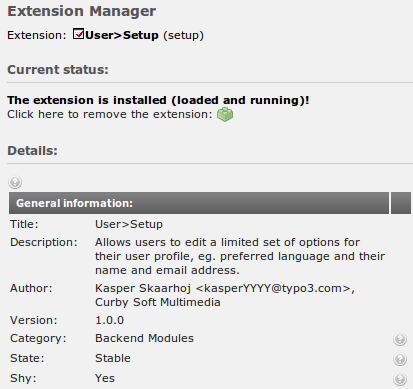 Extension Manager
Extension: User>Setup (setup)
Current status:
The extension is installed (loaded and running)!
Click here to remove the extension:
Details:
General information:
Title: User>Setup
Description: Allows users to edit a limited set of options for
their user profile, eg. preferred language and their
name and email address.
Author: Kasper Skaarhoj <kasperYYYY@typo3.com>,
Curby Soft Multimedia
Version: 1.0.0
Category: Backend Modules
State: Stable
Shy: Yes